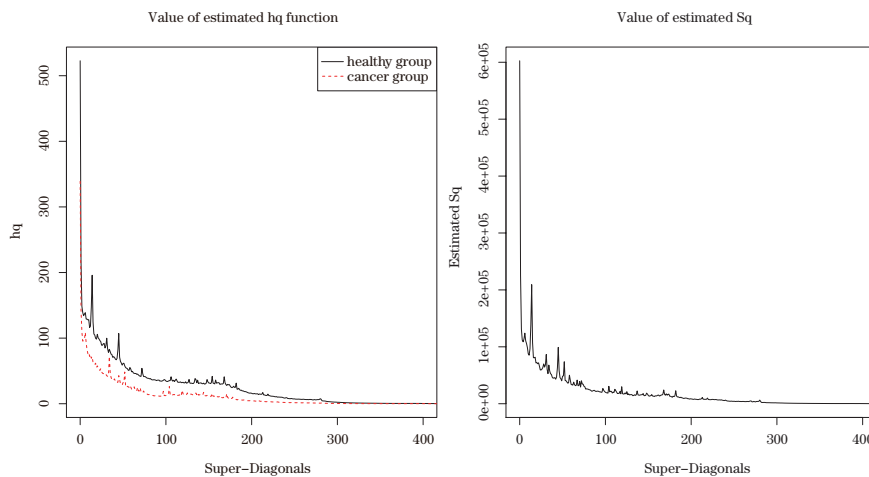 Value of estimated hq function
healthy group
cancer group
hq
0
100
200
300
400
500
0
100
200
300
400
Super−Diagonals
Value of estimated Sq
Estimated Sq
0e+00
1e+05
2e+05
3e+05
4e+05
5e+05
6e+05
0
100
200
300
400
Super−Diagonals